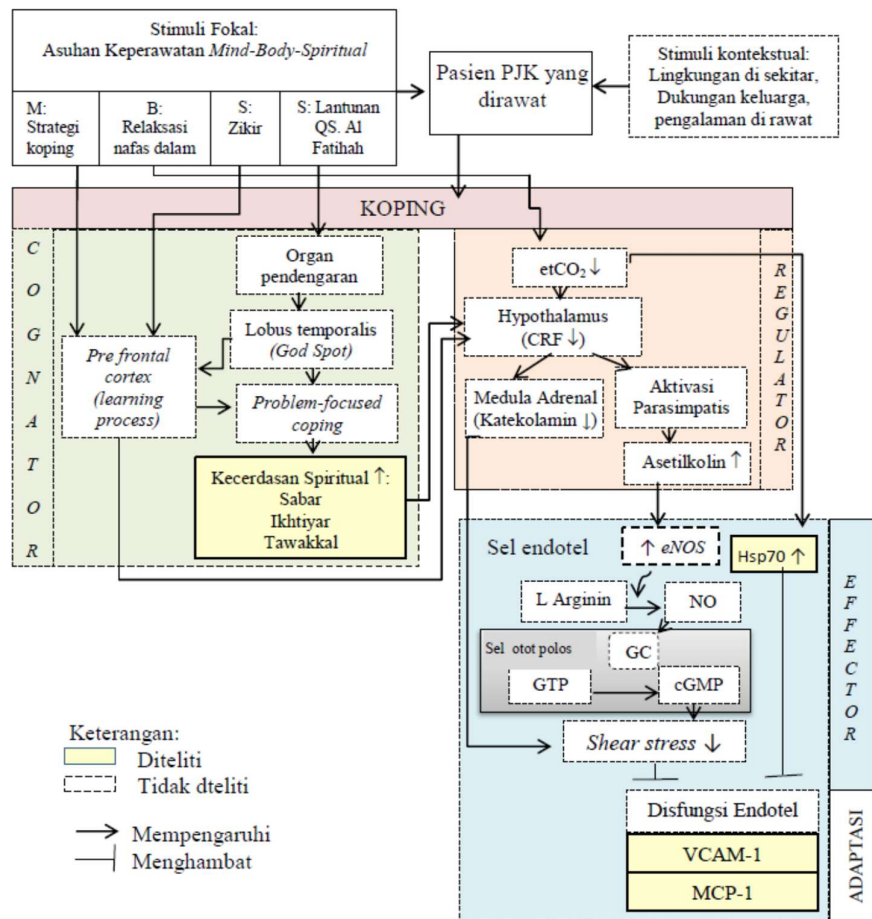 Stimuli Fokal:
Asuhan Keperawatan Mind-Body-Spiritual
M:
Strategi
koping
B:
Relaksasi
nafas dalam
S:
Zikir
S: Lantunan
QS. Al
Fatihah
Pasien PJK yang
dirawat
Stimuli kontekstual:
Lingkungan di sekitar,
Dukungan keluarga,
pengalaman di rawat
KOPING
C
O
G
N
A
T
O
R
Organ
pendengaran
Lobus temporalis
(God Spot)
Pre frontal
cortex
(learning
process)
Problem-focused
coping
Kecerdasan Spiritual ↑:
Sabar
Ikhtiyar
Tawakkal
etCO₂ ↓
Hypothalamus
(CRF ↓)
Medula Adrenal
(Katekolamin ↓)
Aktivasi
Parasimpatis
Asetilkolin ↑
R
E
G
U
L
A
T
O
R
Sel endotel
↑ eNOS
Hsp70 ↑
L Arginin
NO
Sel otot polos
GC
GTP
cGMP
Shear stress ↓
Disfungsi Endotel
VCAM-1
MCP-1
E
F
F
E
C
T
O
R
ADAPTASI
Keterangan:
Diteliti
Tidak dteliti
Mempengaruhi
Menghambat